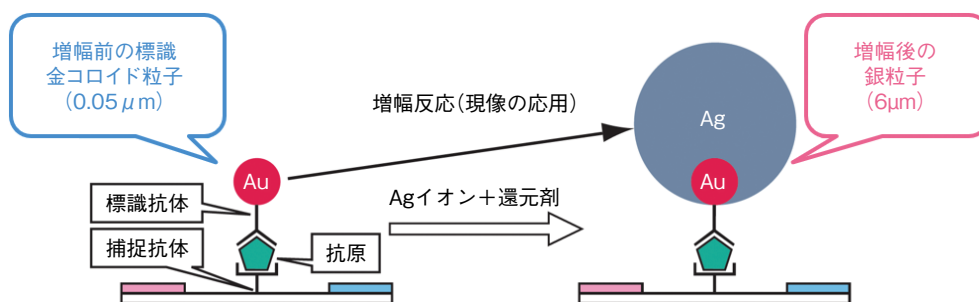 増幅前の標識
金コロイド粒子
（0.05μm）
増幅後の
銀粒子
（6μm）
増幅反応（現像の応用）
Ag
Au
Au
Agイオン＋還元剤
標識抗体
捕捉抗体
抗原